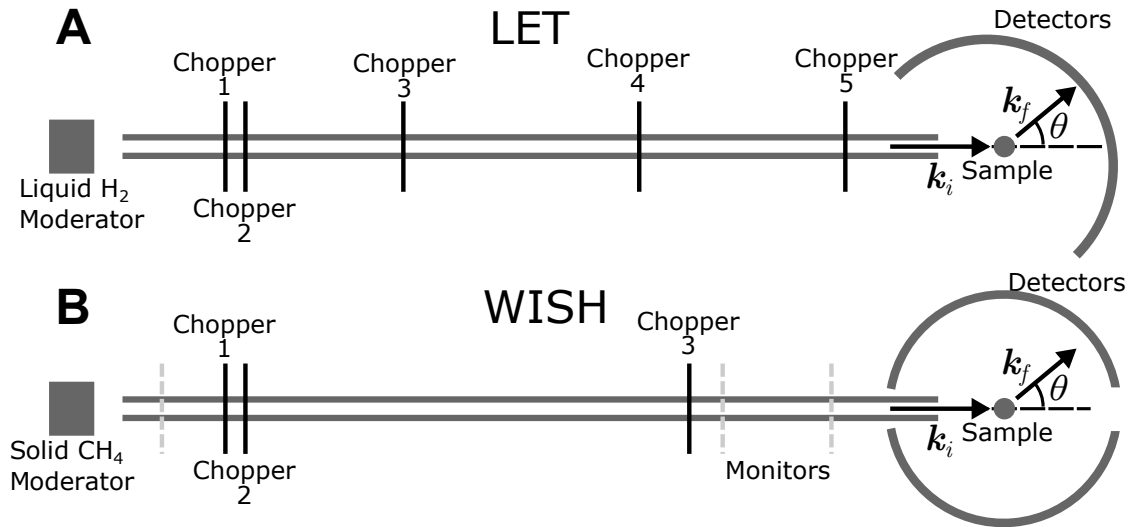 A
LET
Detectors
Chopper
1
Chopper
3
Chopper
4
Chopper
5
k_f
θ
Sample
k_i
Liquid H₂
Moderator
Chopper
2
B
WISH
Detectors
Chopper
1
Chopper
3
k_f
θ
Sample
k_i
Solid CH₄
Moderator
Chopper
2
Monitors